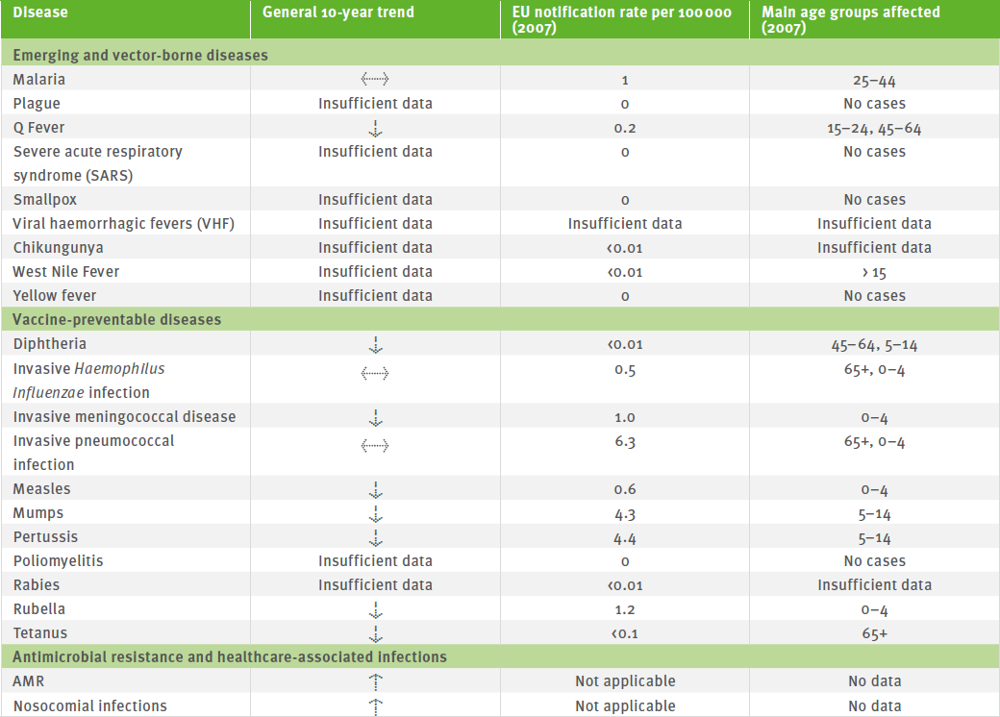 Disease General 10-year trend EU notification rate per 100 000 (2007) Main age groups affected (2007)
Emerging and vector-borne diseases
Malaria 1 25–44
Plague Insufficient data 0 No cases
Q Fever 0.2 15–24, 45–64
Severe acute respiratory syndrome (SARS) Insufficient data 0 No cases
Smallpox Insufficient data 0 No cases
Viral haemorrhagic fevers (VHF) Insufficient data Insufficient data Insufficient data
Chikungunya Insufficient data <0.01 Insufficient data
West Nile Fever Insufficient data <0.01 > 15
Yellow fever Insufficient data 0 No cases
Vaccine-preventable diseases
Diphtheria <0.01 45–64, 5–14
Invasive Haemophilus Influenzae infection 0.5 65+, 0–4
Invasive meningococcal disease 1.0 0–4
Invasive pneumococcal infection 6.3 65+, 0–4
Measles 0.6 0–4
Mumps 4.3 5–14
Pertussis 4.4 5–14
Poliomyelitis Insufficient data 0 No cases
Rabies Insufficient data <0.01 Insufficient data
Rubella 1.2 0–4
Tetanus <0.1 65+
Antimicrobial resistance and healthcare-associated infections
AMR Not applicable No data
Nosocomial infections Not applicable No data